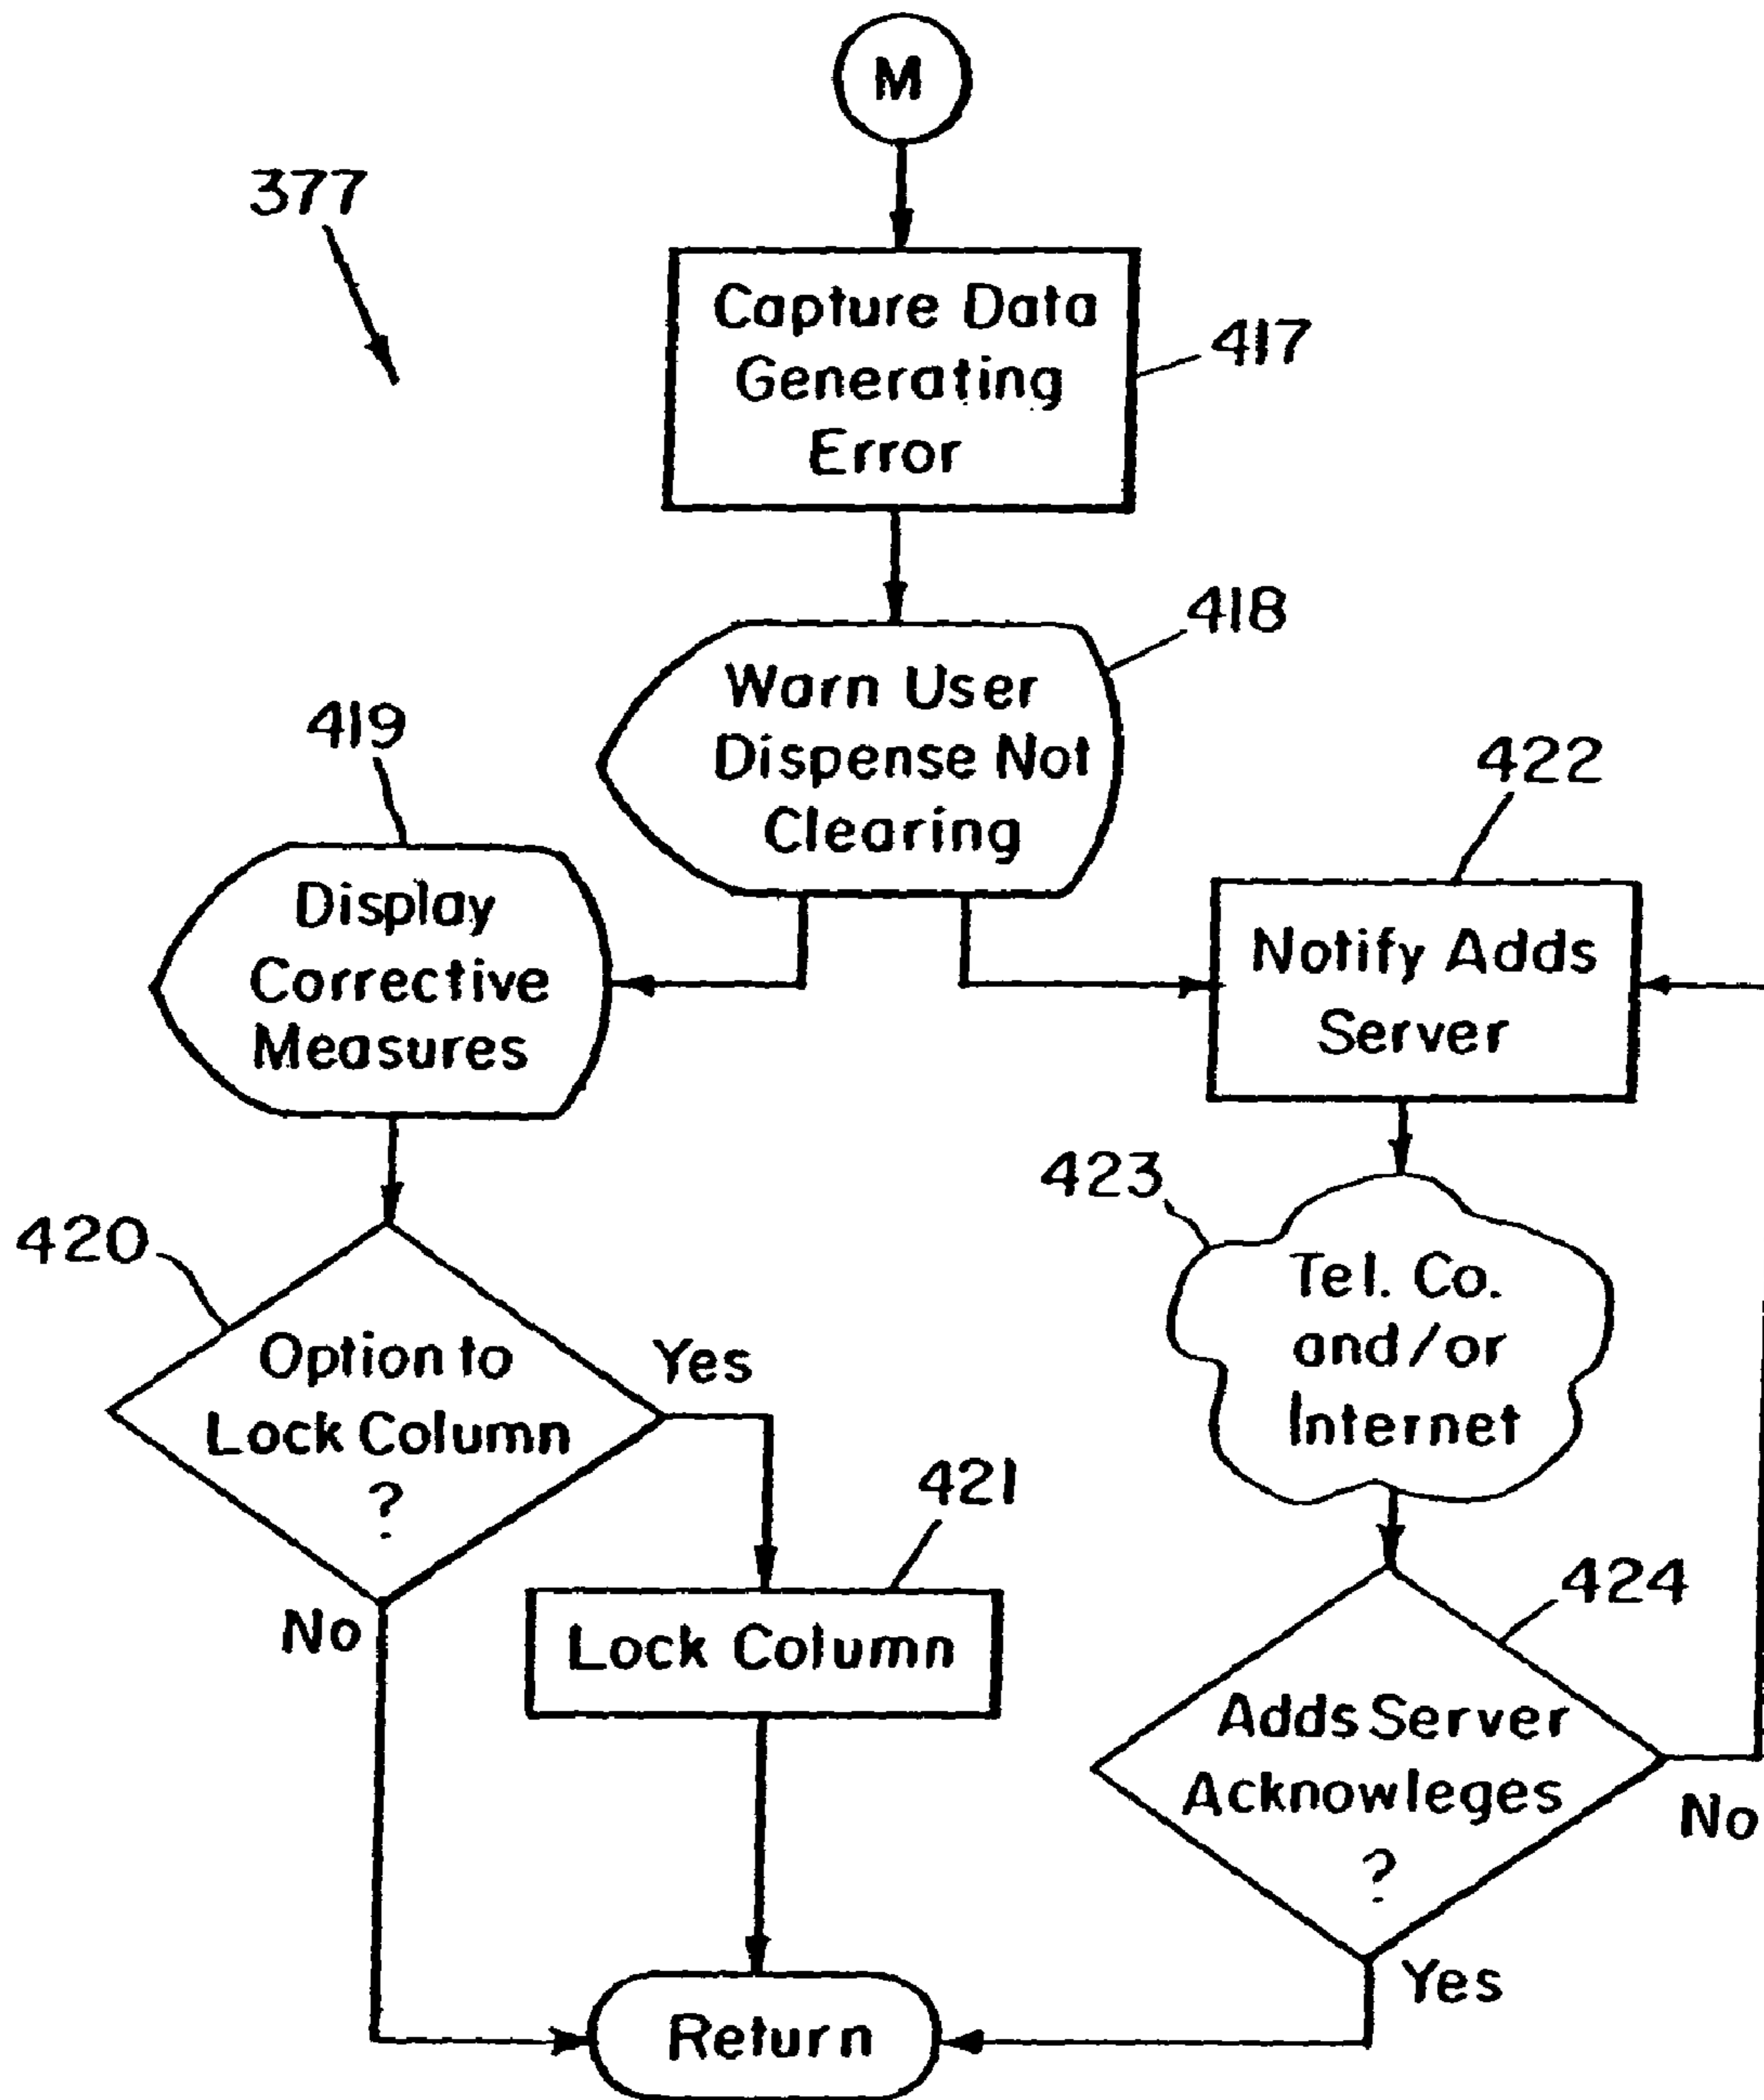 M
377
Capture Data
Generating
Error
417
Warn User
Dispense Not
Clearing
418
419
Display
Corrective
Measures
422
Notify Adds
Server
423
Tel. Co.
and/or
Internet
420
Option to
Lock Column
?
Yes
No
421
Lock Column
424
Adds Server
Acknowleges
?
No
Yes
Return